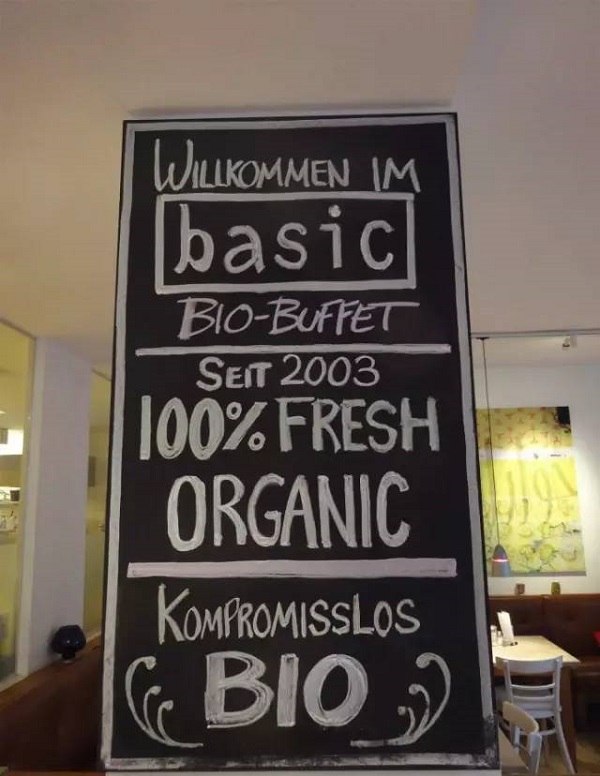 WILLKOMMEN IM
basic
BIO-BUFFET
SEIT 2003
100% FRESH
ORGANIC
KOMPROMISSLOS
BIO